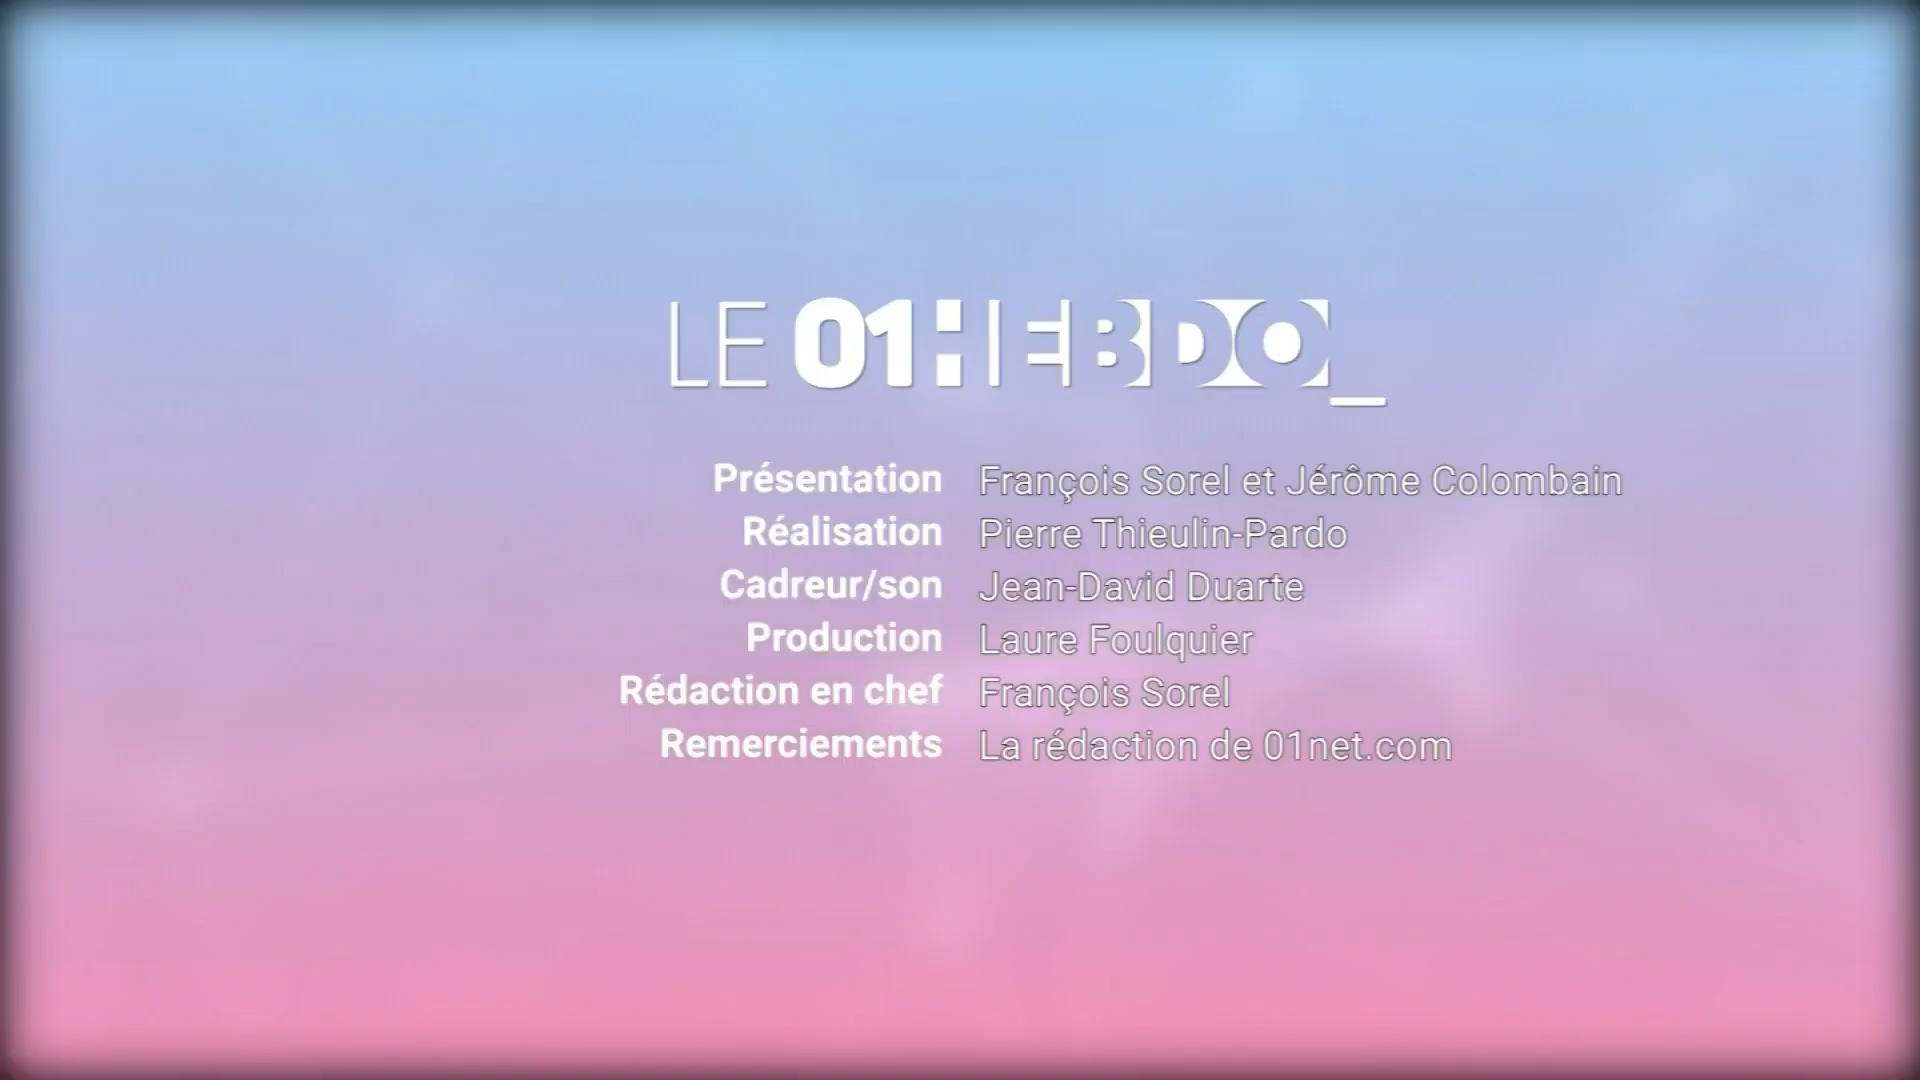 LE 01HEBDO_
Présentation François Sorel et Jérôme Colombain
Réalisation Pierre Thieulin-Pardo
Cadreur/son Jean-David Duarte
Production Laure Foulquier
Rédaction en chef François Sorel
Remerciements La rédaction de 01net.com